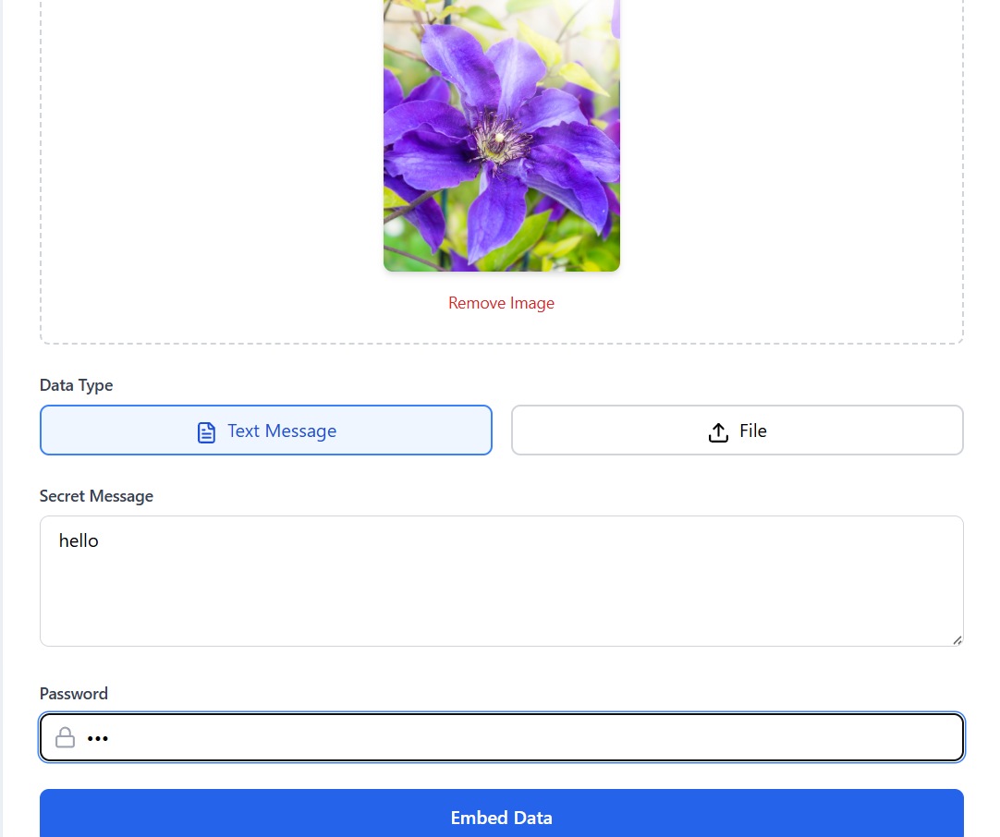 Remove Image
Data Type
Text Message
File
Secret Message
hello
Password
•••
Embed Data